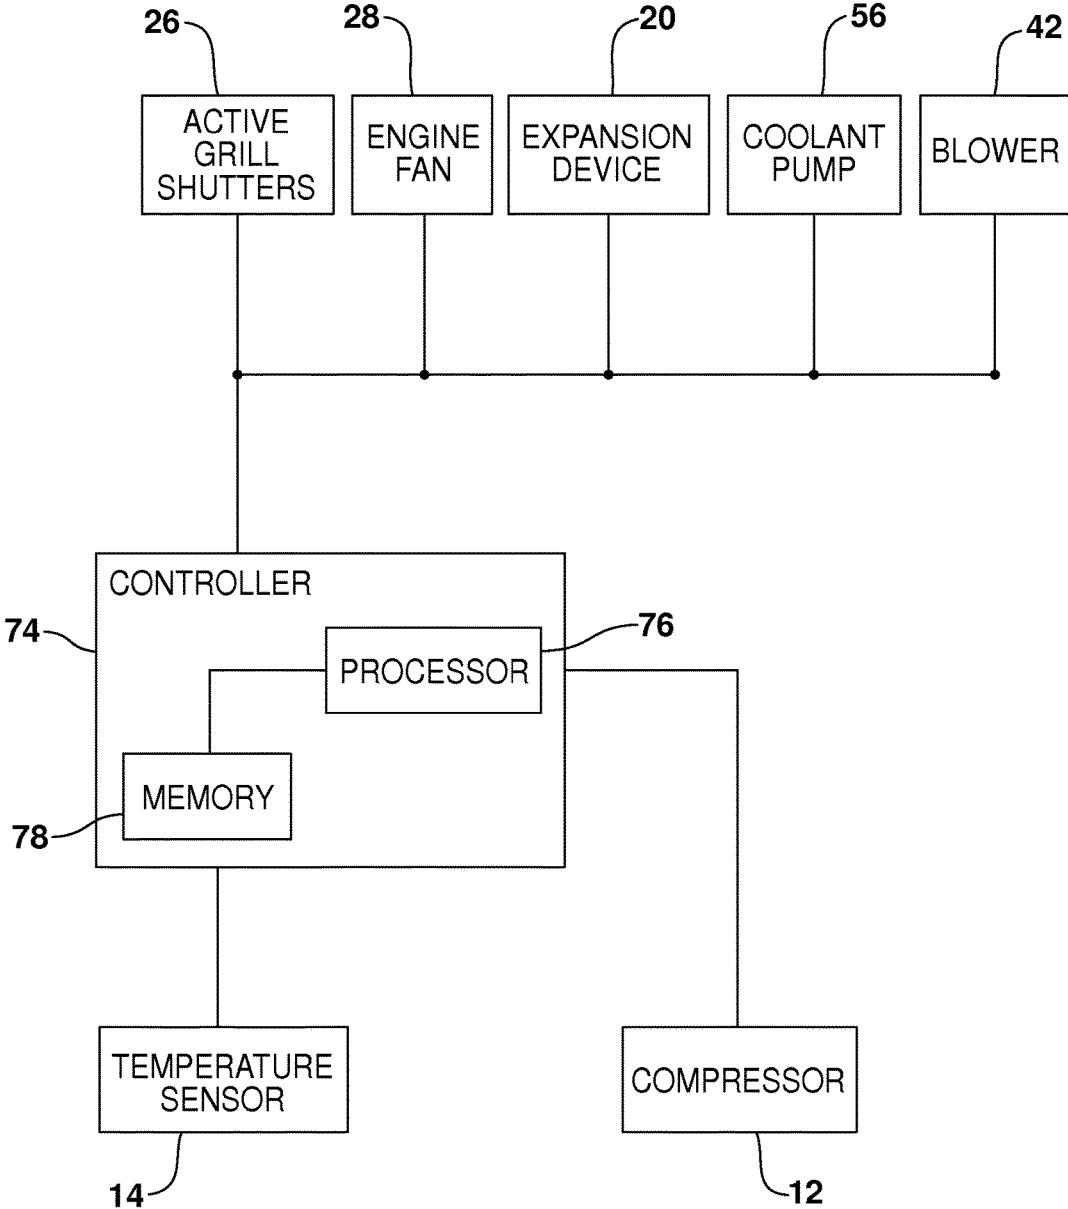 26
28
20
56
42
ACTIVE
GRILL
SHUTTERS
ENGINE
FAN
EXPANSION
DEVICE
COOLANT
PUMP
BLOWER
CONTROLLER
74
76
PROCESSOR
MEMORY
78
TEMPERATURE
SENSOR
COMPRESSOR
14
12